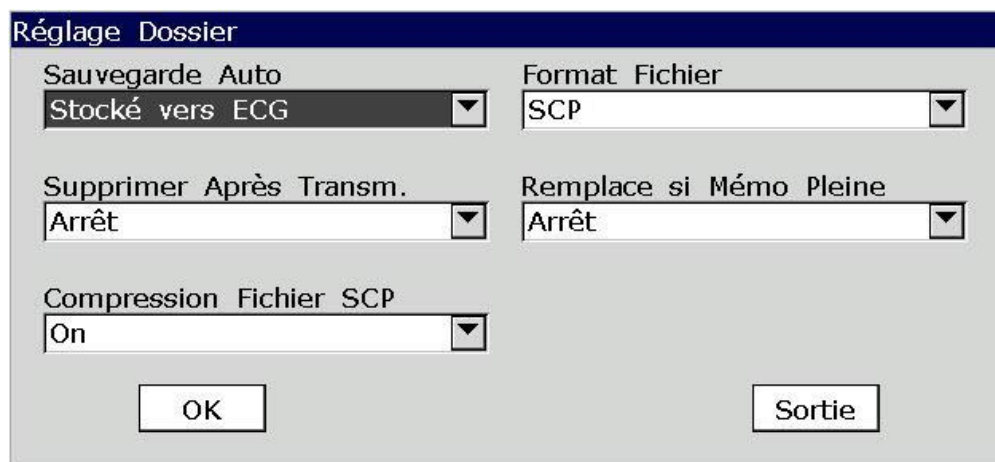 Réglage Dossier
Sauvegarde Auto
Format Fichier
Stocké vers ECG
SCP
Supprimer Après Transm.
Remplace si Mémo Pleine
Arrêt
Arrêt
Compression Fichier SCP
On
OK
Sortie